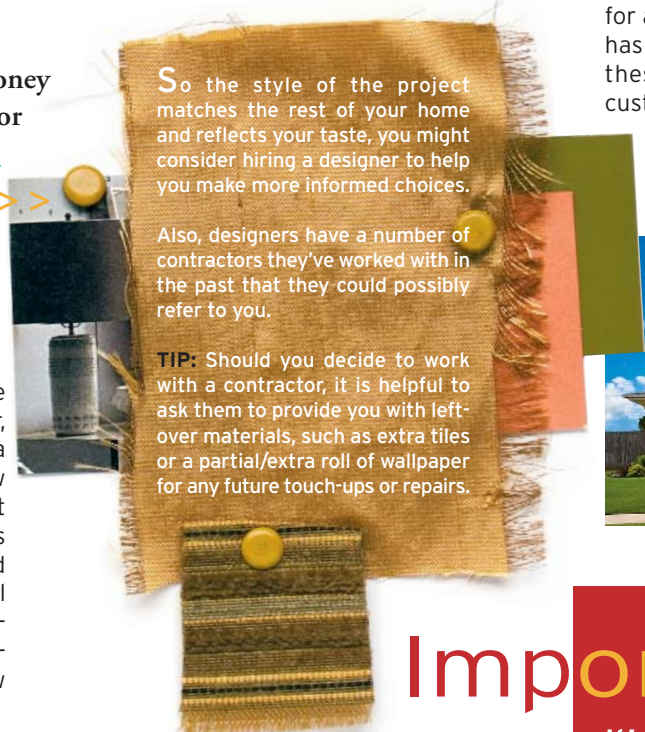 oney
or
> >
So the style of the project
matches the rest of your home
and reflects your taste, you might
consider hiring a designer to help
you make more informed choices.
Also, designers have a number of
contractors they've worked with in
the past that they could possibly
refer to you.
TIP: Should you decide to work
with a contractor, it is helpful to
ask them to provide you with left-
over materials, such as extra tiles
or a partial/extra roll of wallpaper
for any future touch-ups or repairs.
for a
has
thes
cust